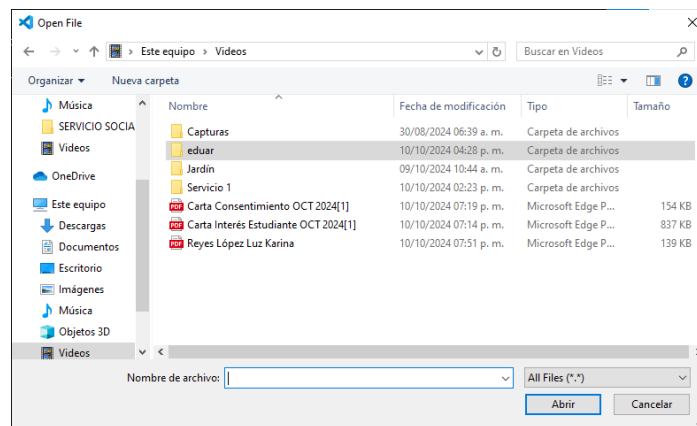 Open File
Este equipo > Videos
Buscar en Videos
Organizar Nueva carpeta
Música
SERVICIO SOCIA
Videos
OneDrive
Este equipo
Descargas
Documentos
Escritorio
Imágenes
Música
Objetos 3D
Videos
Nombre Fecha de modificación Tipo Tamaño
Capturas 30/08/2024 06:39 a. m. Carpeta de archivos
eduar 10/10/2024 04:28 p. m. Carpeta de archivos
Jardín 09/10/2024 10:44 a. m. Carpeta de archivos
Servicio 1 10/10/2024 02:23 p. m. Carpeta de archivos
PDF Carta Consentimiento OCT 2024[1] 10/10/2024 07:19 p. m. Microsoft Edge P... 154 KB
PDF Carta Interés Estudiante OCT 2024[1] 10/10/2024 07:14 p. m. Microsoft Edge P... 837 KB
PDF Reyes López Luz Karina 10/10/2024 07:51 p. m. Microsoft Edge P... 139 KB
Nombre de archivo: All Files (*.*)
Abrir Cancelar